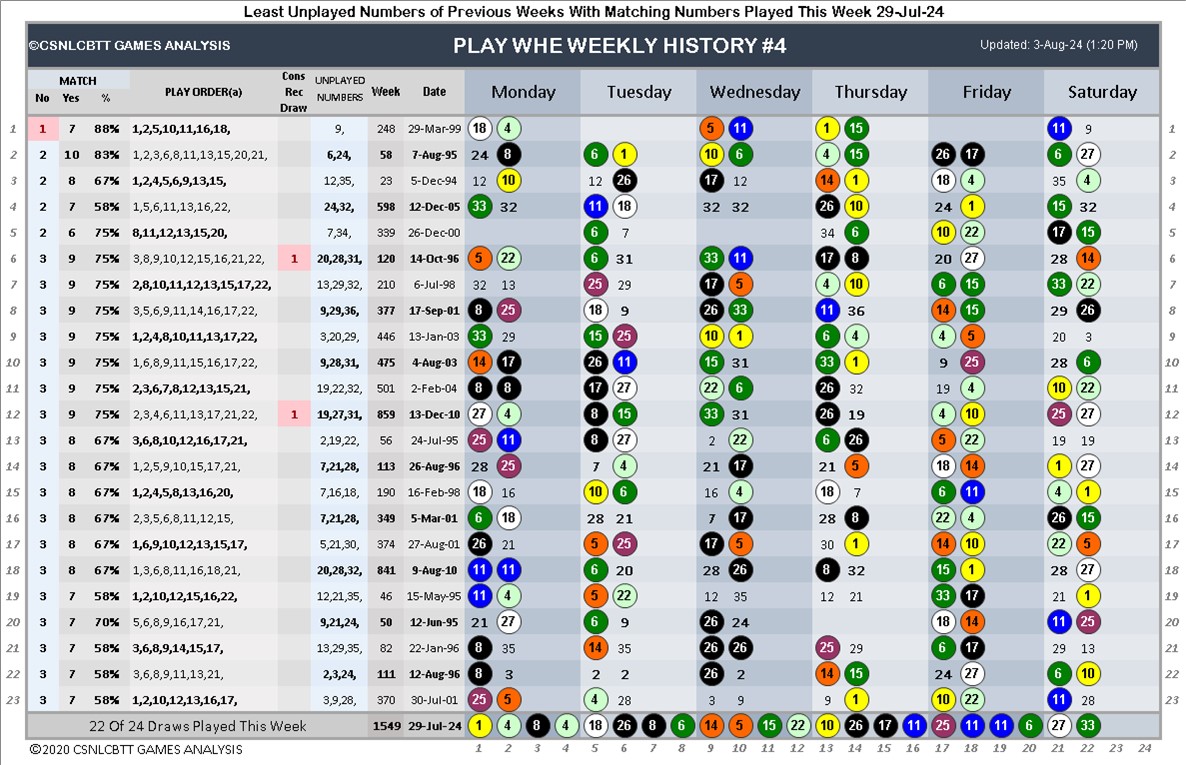 Least Unplayed Numbers of Previous Weeks With Matching Numbers Played This Week 29-Jul-24
©CSNLCBTT GAMES ANALYSIS PLAY WHE WEEKLY HISTORY #4 Updated: 3-Aug-24 (1:20 PM)
MATCH No Yes % PLAY ORDER(a) Cons Rec Draw UNPLAYED NUMBERS Week Date Monday Tuesday Wednesday Thursday Friday Saturday
1 1 7 88% 1,2,5,10,11,16,18, 9, 248 29-Mar-99 18 4 5 11 1 15 11 9 1
2 2 10 83% 1,2,3,6,8,11,13,15,20,21, 6,24, 58 7-Aug-95 24 8 6 1 10 6 4 15 26 17 6 27 2
3 2 8 67% 1,2,4,5,6,9,13,15, 12,35, 23 5-Dec-94 12 10 12 26 17 12 14 1 18 4 35 4 3
4 2 7 58% 1,5,6,11,13,16,22, 24,32, 598 12-Dec-05 33 32 11 18 32 32 26 10 24 1 15 32 4
5 2 6 75% 8,11,12,13,15,20, 7,34, 339 26-Dec-00 6 7 34 6 10 22 17 15 5
6 3 9 75% 3,8,9,10,12,15,16,21,22, 1 20,28,31, 120 14-Oct-96 5 22 6 31 33 11 17 8 20 27 28 14 6
7 3 9 75% 2,8,10,11,12,13,15,17,22, 13,29,32, 210 6-Jul-98 32 13 25 29 17 5 4 10 6 15 33 22 7
8 3 9 75% 3,5,6,9,11,14,16,17,22, 9,29,36, 377 17-Sep-01 8 25 18 9 26 33 11 36 14 15 29 26 8
9 3 9 75% 1,2,4,8,10,11,13,17,22, 3,20,29, 446 13-Jan-03 33 29 15 25 10 1 6 4 4 5 20 3 9
10 3 9 75% 1,6,8,9,11,15,16,17,22, 9,28,31, 475 4-Aug-03 14 17 26 11 15 31 33 1 9 25 28 6 10
11 3 9 75% 2,3,6,7,8,12,13,15,21, 19,22,32, 501 2-Feb-04 8 8 17 27 22 6 26 32 19 4 10 22 11
12 3 9 75% 2,3,4,6,11,13,17,21,22, 1 19,27,31, 859 13-Dec-10 27 4 8 15 33 31 26 19 4 10 25 27 12
13 3 8 67% 3,6,8,10,12,16,17,21, 2,19,22, 56 24-Jul-95 25 11 8 27 2 22 6 26 5 22 19 19 13
14 3 8 67% 1,2,5,9,10,15,17,21, 7,21,28, 113 26-Aug-96 28 25 7 4 21 17 21 5 18 14 1 27 14
15 3 8 67% 1,2,4,5,8,13,16,20, 7,16,18, 190 16-Feb-98 18 16 10 6 16 4 18 7 6 11 4 1 15
16 3 8 67% 2,3,5,6,8,11,12,15, 7,21,28, 349 5-Mar-01 6 18 28 21 7 17 28 8 22 4 26 15 16
17 3 8 67% 1,6,9,10,12,13,15,17, 5,21,30, 374 27-Aug-01 26 21 5 25 17 5 30 1 14 10 22 5 17
18 3 8 67% 1,3,6,8,11,16,18,21, 20,28,32, 841 9-Aug-10 11 11 6 20 28 26 8 32 15 1 28 27 18
19 3 7 58% 1,2,10,12,15,16,22, 12,21,35, 46 15-May-95 11 4 5 22 12 35 12 21 33 17 21 1 19
20 3 7 70% 5,6,8,9,16,17,21, 9,21,24, 50 12-Jun-95 21 27 6 9 26 24 18 14 11 25 20
21 3 7 58% 3,6,8,9,14,15,17, 13,29,35, 82 22-Jan-96 8 35 14 35 26 26 25 29 6 17 29 13 21
22 3 7 58% 3,6,8,9,11,13,21, 2,3,24, 111 12-Aug-96 8 3 2 2 26 2 14 15 24 27 6 10 22
23 3 7 58% 1,2,10,12,13,16,17, 3,9,28, 370 30-Jul-01 25 5 4 28 3 9 9 1 10 22 11 28 23
22 Of 24 Draws Played This Week 1549 29-Jul-24 1 4 8 4 18 26 8 6 14 5 15 22 10 26 17 11 25 11 11 6 27 33
©2020 CSNLCBTT GAMES ANALYSIS 1 2 3 4 5 6 7 8 9 10 11 12 13 14 15 16 17 18 19 20 21 22 23 24